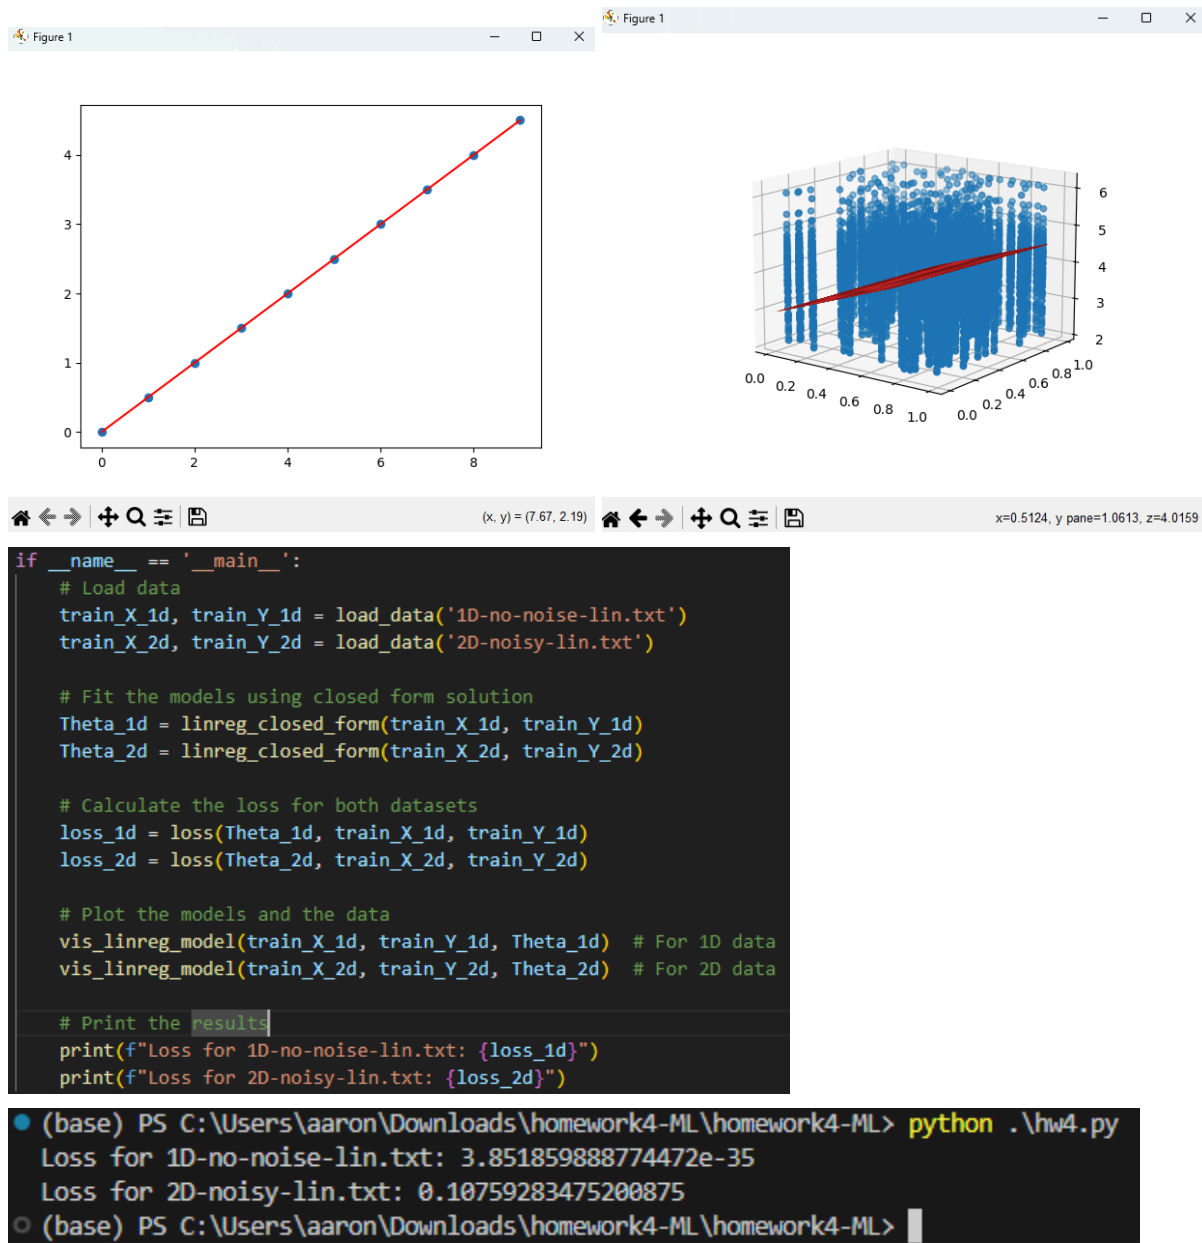 Figure 1
4
3
2
1
0
0 2 4 6 8
(x, y) = (7.67, 2.19)
Figure 1
6
5
4
3
2
0.0 0.2 0.4 0.6 0.8 1.0
0.0 0.2 0.4 0.6 0.8 1.0
x=0.5124, y pane=1.0613, z=4.0159
if __name__ == '__main__':
# Load data
train_X_1d, train_Y_1d = load_data('1D-no-noise-lin.txt')
train_X_2d, train_Y_2d = load_data('2D-noisy-lin.txt')
# Fit the models using closed form solution
Theta_1d = linreg_closed_form(train_X_1d, train_Y_1d)
Theta_2d = linreg_closed_form(train_X_2d, train_Y_2d)
# Calculate the loss for both datasets
loss_1d = loss(Theta_1d, train_X_1d, train_Y_1d)
loss_2d = loss(Theta_2d, train_X_2d, train_Y_2d)
# Plot the models and the data
vis_linreg_model(train_X_1d, train_Y_1d, Theta_1d)  # For 1D data
vis_linreg_model(train_X_2d, train_Y_2d, Theta_2d)  # For 2D data
# Print the results
print(f"Loss for 1D-no-noise-lin.txt: {loss_1d}")
print(f"Loss for 2D-noisy-lin.txt: {loss_2d}")
(base) PS C:\Users\aaron\Downloads\homework4-ML\homework4-ML> python .\hw4.py
Loss for 1D-no-noise-lin.txt: 3.851859888774472e-35
Loss for 2D-noisy-lin.txt: 0.10759283475200875
(base) PS C:\Users\aaron\Downloads\homework4-ML\homework4-ML>